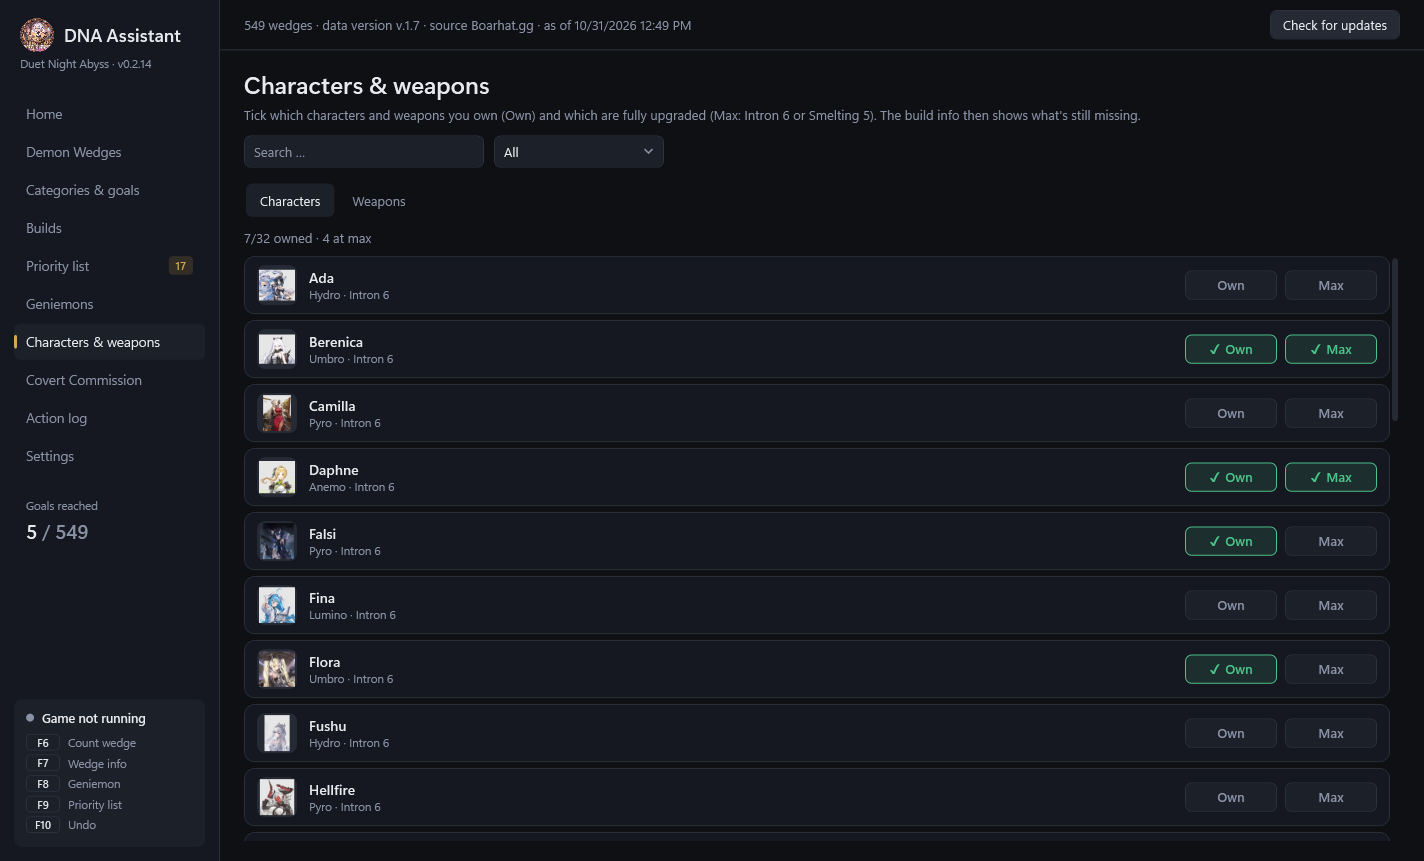 DNA Assistant
Duet Night Abyss · v0.2.14
Home
Demon Wedges
Categories & goals
Builds
Priority list 17
Geniemons
Characters & weapons
Covert Commission
Action log
Settings
Goals reached
5 / 549
Game not running
F6 Count wedge
F7 Wedge info
F8 Geniemon
F9 Priority list
F10 Undo
549 wedges · data version v.1.7 · source Boarhat.gg · as of 10/31/2026 12:49 PM
Check for updates
Characters & weapons
Tick which characters and weapons you own (Own) and which are fully upgraded (Max: Intron 6 or Smelting 5). The build info then shows what's still missing.
Search ...
All
Characters Weapons
7/32 owned · 4 at max
Ada
Hydro · Intron 6
Own Max
Berenica
Umbro · Intron 6
✓ Own ✓ Max
Camilla
Pyro · Intron 6
Own Max
Daphne
Anemo · Intron 6
✓ Own ✓ Max
Falsi
Pyro · Intron 6
✓ Own Max
Fina
Lumino · Intron 6
Own Max
Flora
Umbro · Intron 6
✓ Own Max
Fushu
Hydro · Intron 6
Own Max
Hellfire
Pyro · Intron 6
Own Max